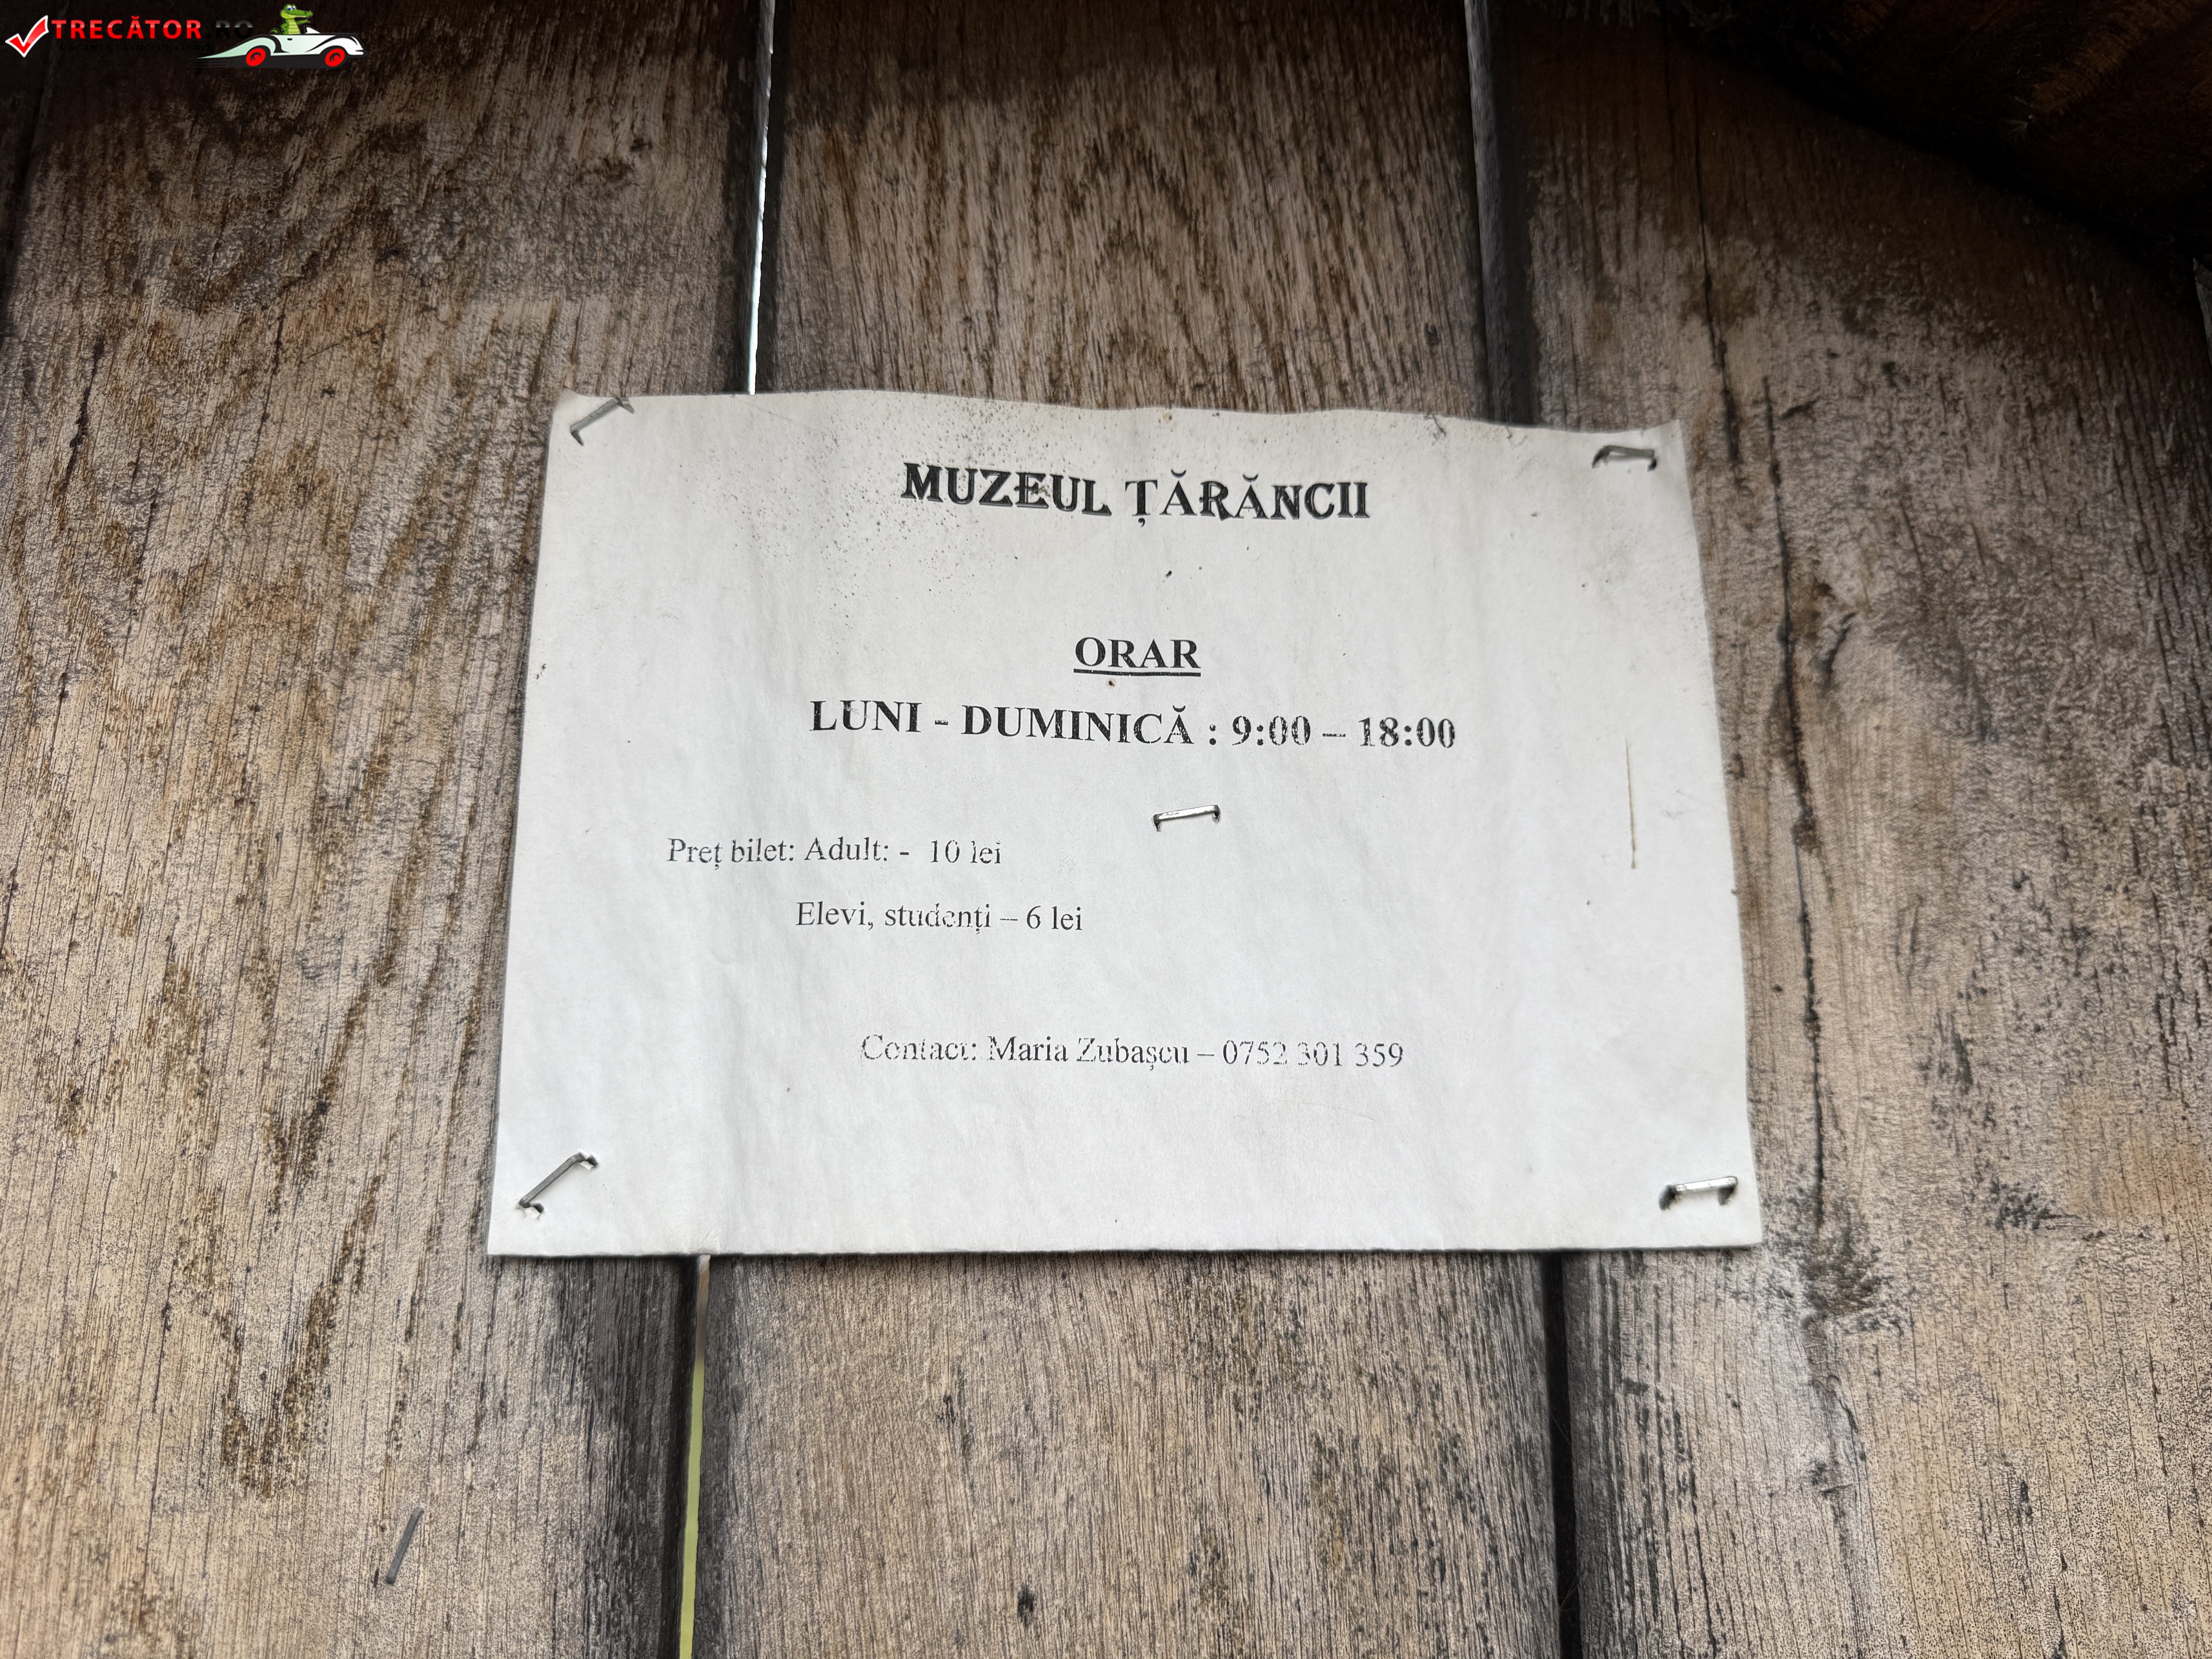 TRECĂTOR.RO
MUZEUL ȚĂRĂNCII
ORAR
LUNI - DUMINICĂ : 9:00 – 18:00
Preț bilet: Adult: - 10 lei
Elevi, studenți – 6 lei
Contact: Maria Zubașcu – 0752 301 359